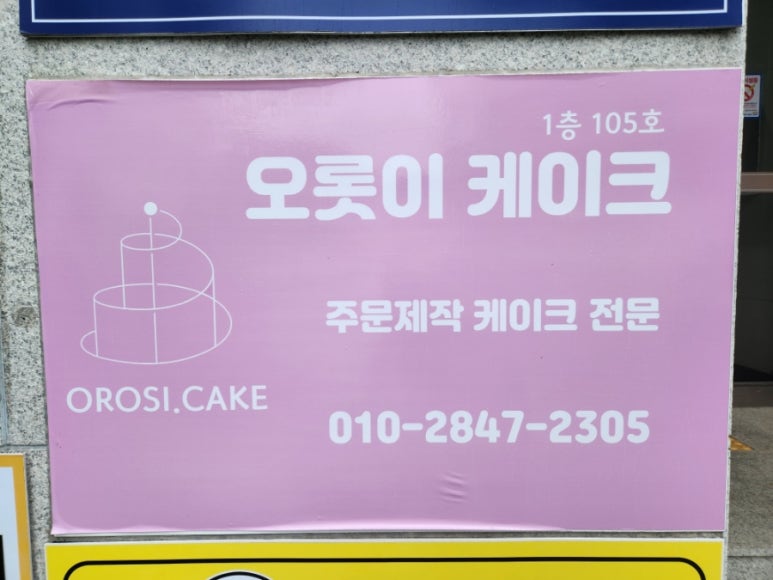 1층 105호
오롯이 케이크
주문제작 케이크 전문
OROSI.CAKE
010-2847-2305